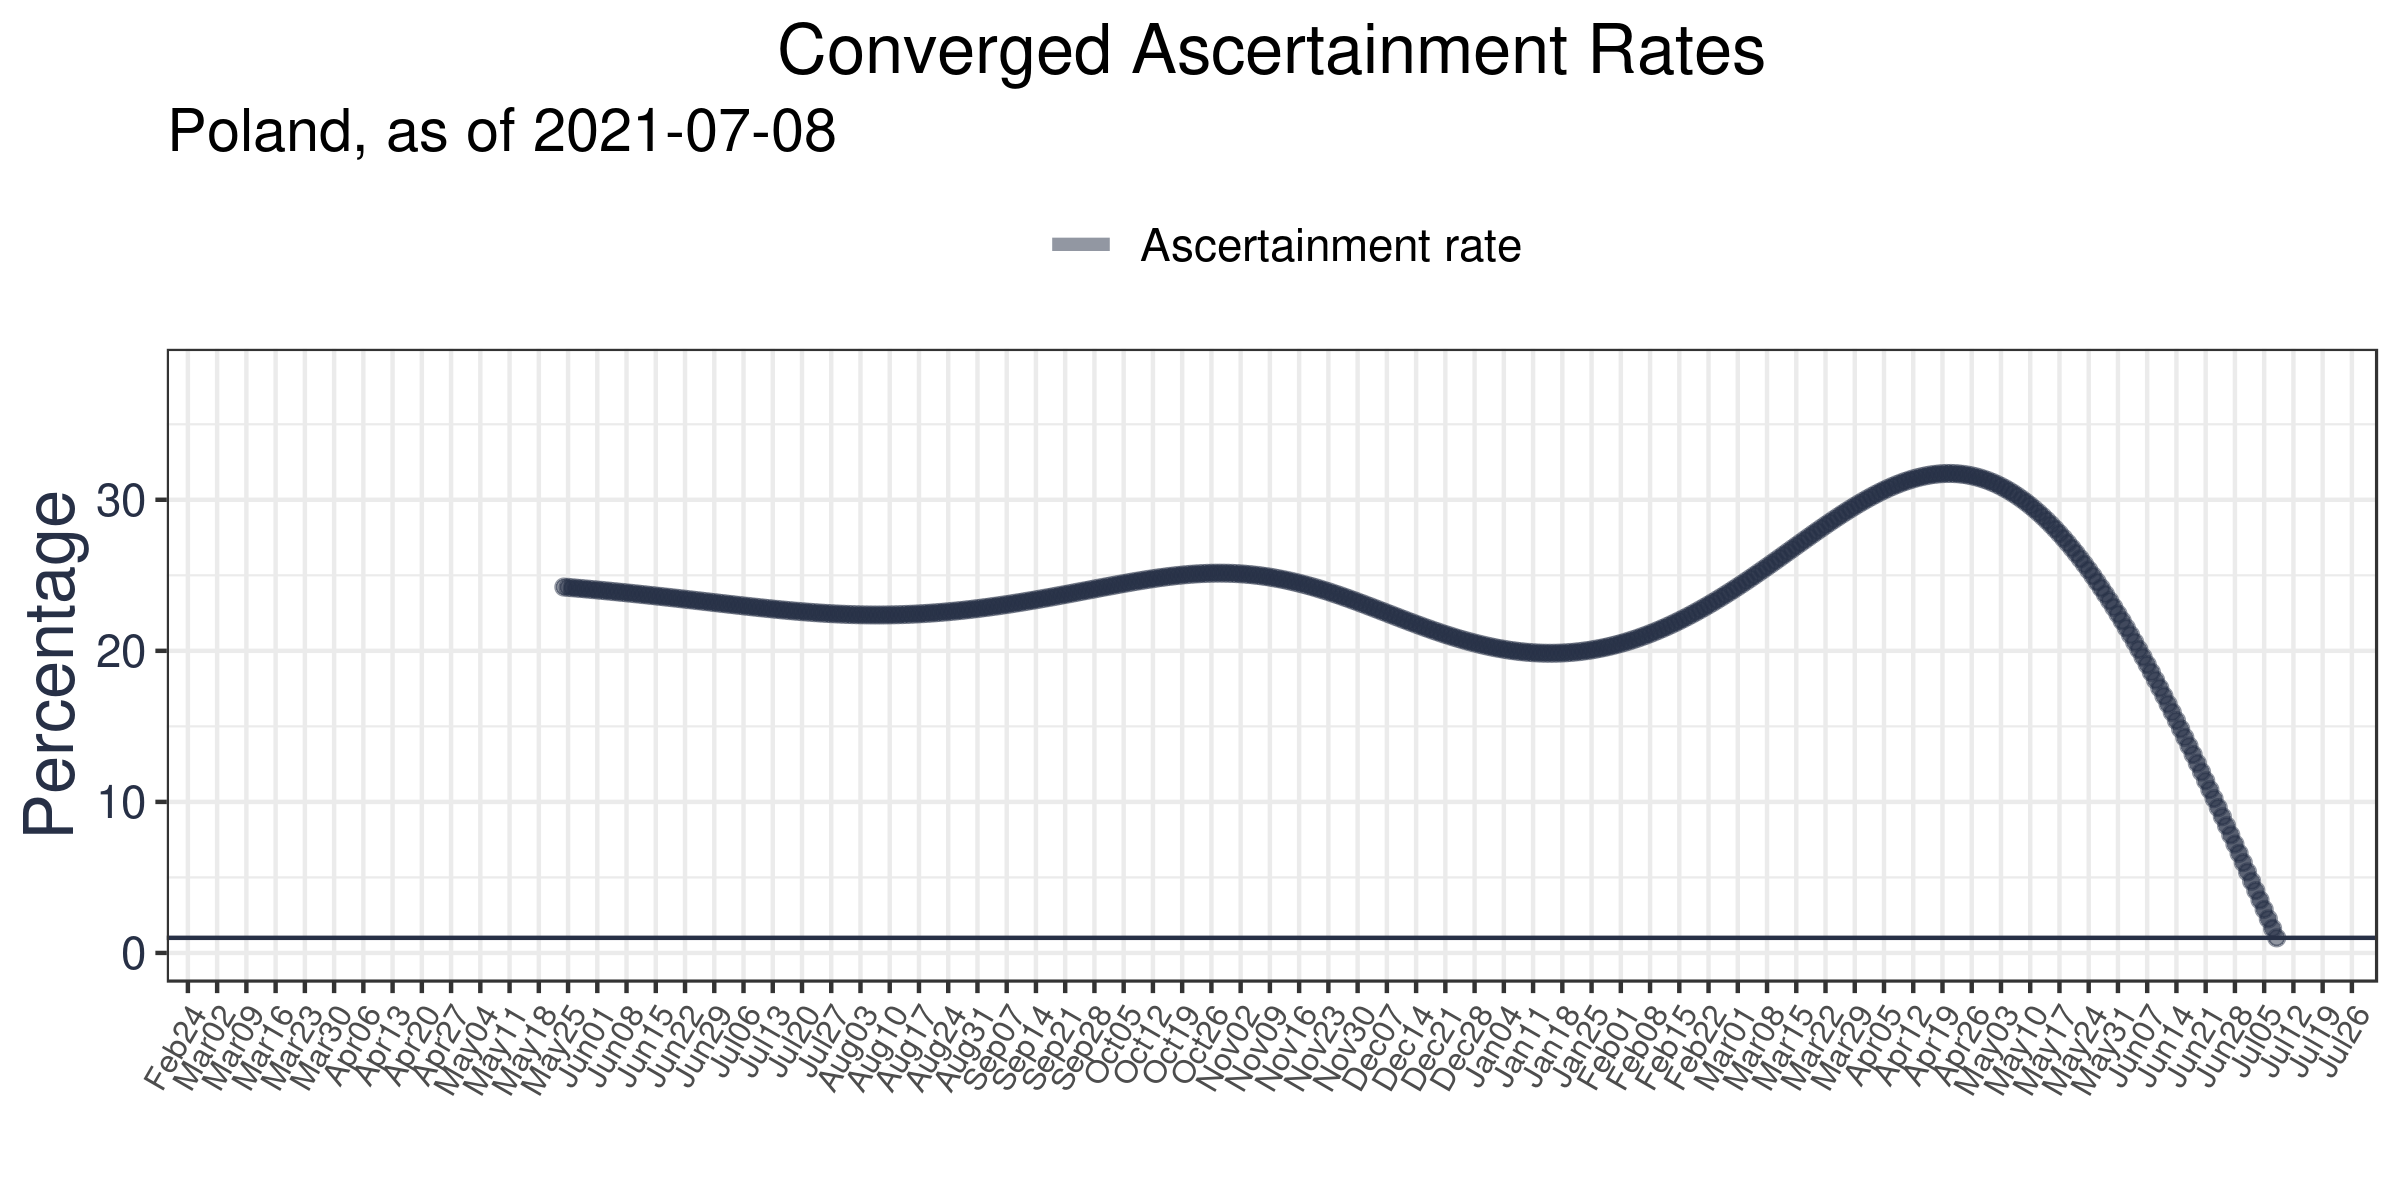 Converged Ascertainment Rates
Poland, as of 2021-07-08
Ascertainment rate
Percentage
30
20
10
0
Feb24
Mar02
Mar09
Mar16
Mar23
Mar30
Apr06
Apr13
Apr20
Apr27
May04
May11
May18
May25
Jun01
Jun08
Jun15
Jun22
Jun29
Jul06
Jul13
Jul20
Jul27
Aug03
Aug10
Aug17
Aug24
Aug31
Sep07
Sep14
Sep21
Sep28
Oct05
Oct12
Oct19
Oct26
Nov02
Nov09
Nov16
Nov23
Nov30
Dec07
Dec14
Dec21
Dec28
Jan04
Jan11
Jan18
Jan25
Feb01
Feb08
Feb15
Feb22
Mar01
Mar08
Mar15
Mar22
Mar29
Apr05
Apr12
Apr19
Apr26
May03
May10
May17
May24
May31
Jun07
Jun14
Jun21
Jun28
Jul05
Jul12
Jul19
Jul26